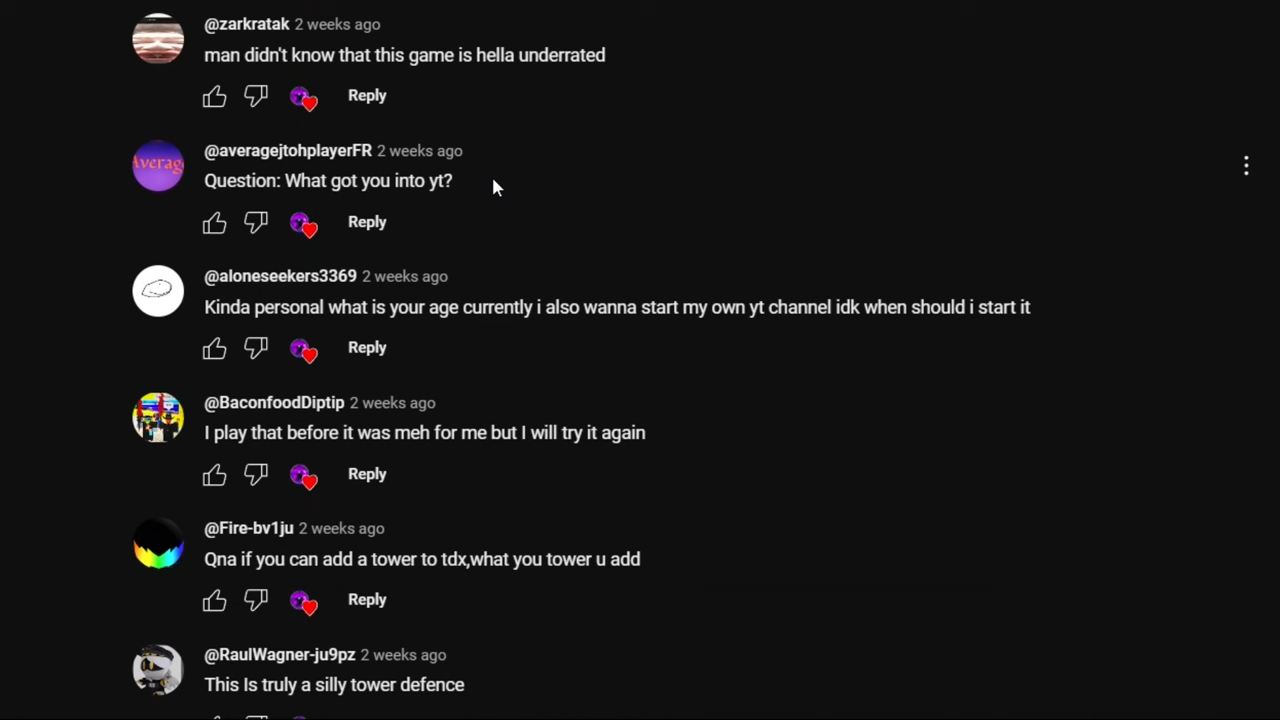 @zarkratak 2 weeks ago
man didn't know that this game is hella underrated
Reply
@averagejtohplayerFR 2 weeks ago
Averag
Question: What got you into yt?
Reply
@aloneseekers3369 2 weeks ago
Kinda personal what is your age currently i also wanna start my own yt channel idk when should i start it
Reply
@BaconfoodDiptip 2 weeks ago
I play that before it was meh for me but I will try it again
Reply
@Fire-bv1ju 2 weeks ago
Qna if you can add a tower to tdx,what you tower u add
Reply
@RaulWagner-ju9pz 2 weeks ago
This Is truly a silly tower defence